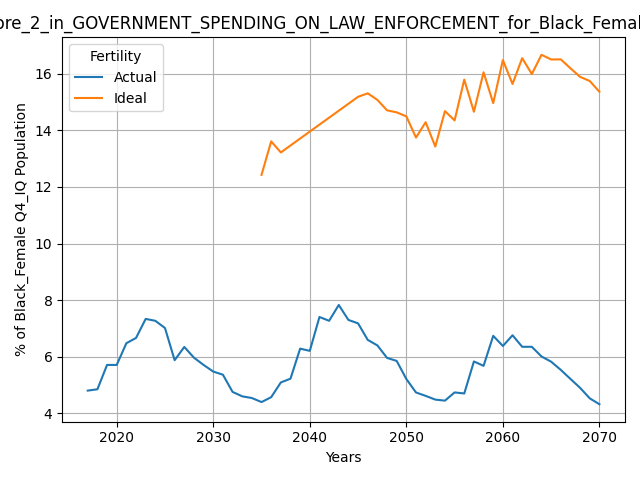 ore_2_in_GOVERNMENT_SPENDING_ON_LAW_ENFORCEMENT_for_Black_Femal
Fertility
Actual
Ideal
% of Black_Female Q4_IQ Population
16
14
12
10
8
6
4
2020 2030 2040 2050 2060 2070
Years